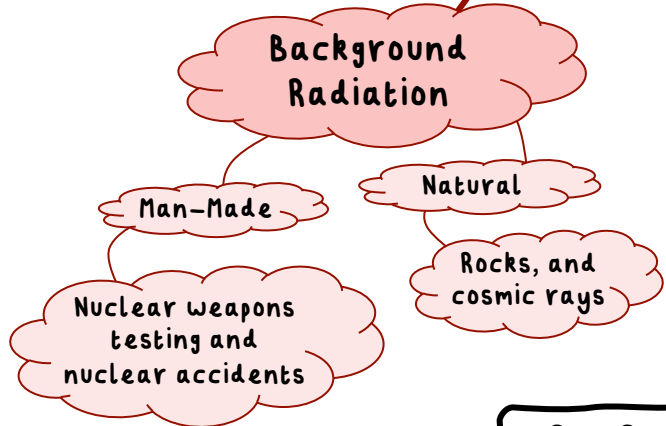 Background
Radiation
Man-Made
Natural
Nuclear weapons
testing and
nuclear accidents
Rocks, and
cosmic rays